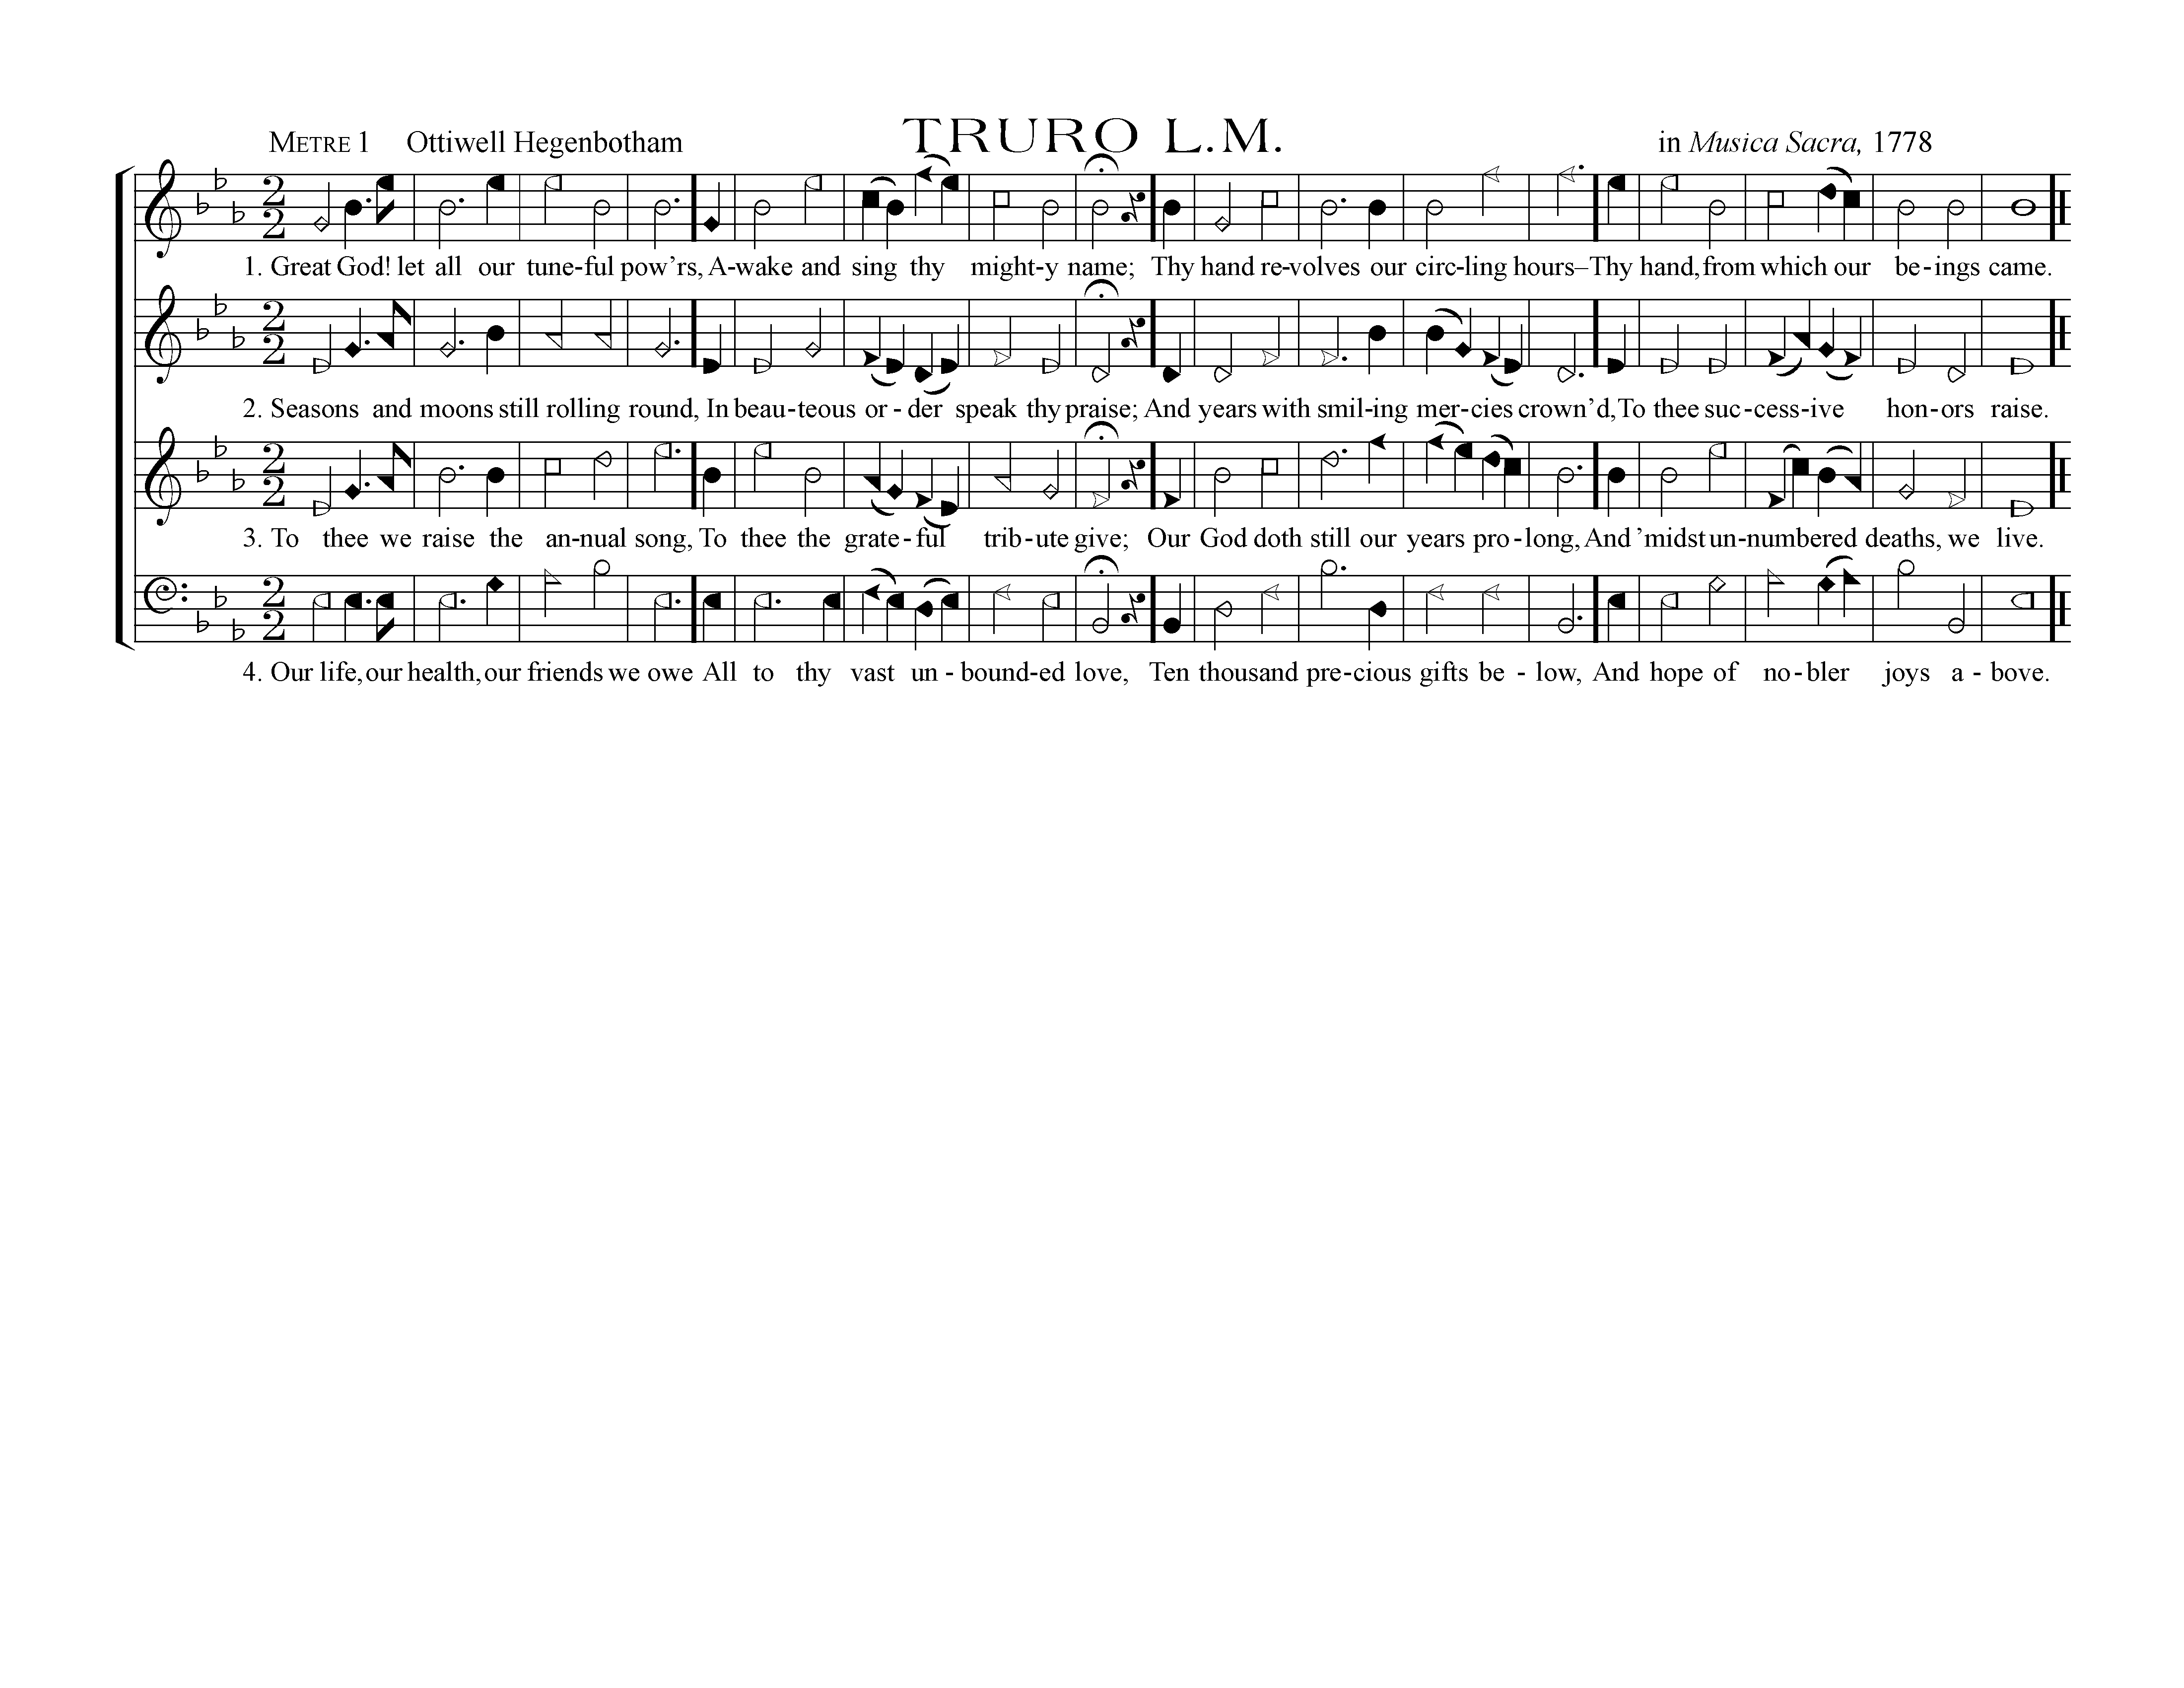 TRURO L.M.
METRE 1 Ottiwell Hegenbotham in Musica Sacra, 1778
1. Great God! let all our tune-ful pow'rs, A-wake and sing thy might-y name; Thy hand re-volves our circ-ling hours–Thy hand, from which our be-ings came.
2. Seasons and moons still rolling round, In beau-teous or-der speak thy praise; And years with smil-ing mer-cies crown'd, To thee suc-cess-ive hon-ors raise.
3. To thee we raise the an-nual song, To thee the grate-ful trib-ute give; Our God doth still our years pro-long, And 'midst un-numbered deaths, we live.
4. Our life, our health, our friends we owe All to thy vast un-bound-ed love, Ten thousand pre-cious gifts be-low, And hope of no-bler joys a-bove.